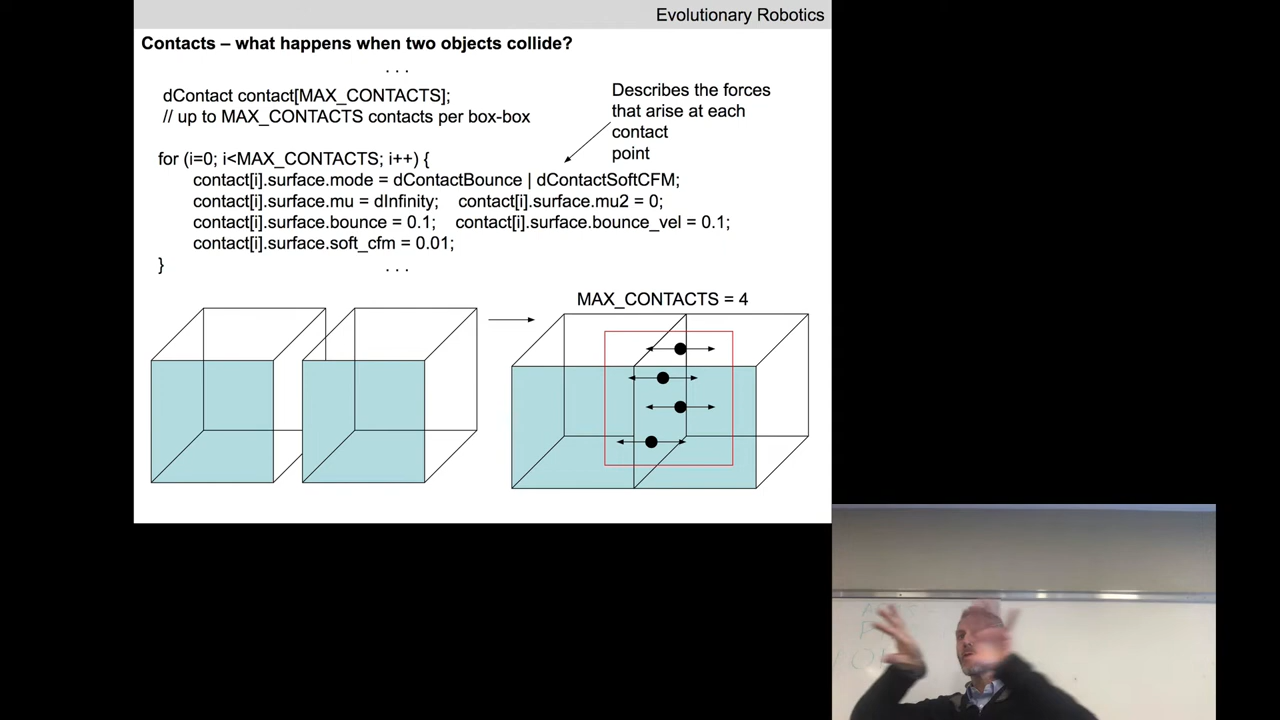 Evolutionary Robotics
Contacts – what happens when two objects collide?
. . .
dContact contact[MAX_CONTACTS];
// up to MAX_CONTACTS contacts per box-box
Describes the forces
that arise at each
contact
point
for (i=0; i<MAX_CONTACTS; i++) {
contact[i].surface.mode = dContactBounce | dContactSoftCFM;
contact[i].surface.mu = dInfinity; contact[i].surface.mu2 = 0;
contact[i].surface.bounce = 0.1; contact[i].surface.bounce_vel = 0.1;
contact[i].surface.soft_cfm = 0.01;
} . . .
MAX_CONTACTS = 4